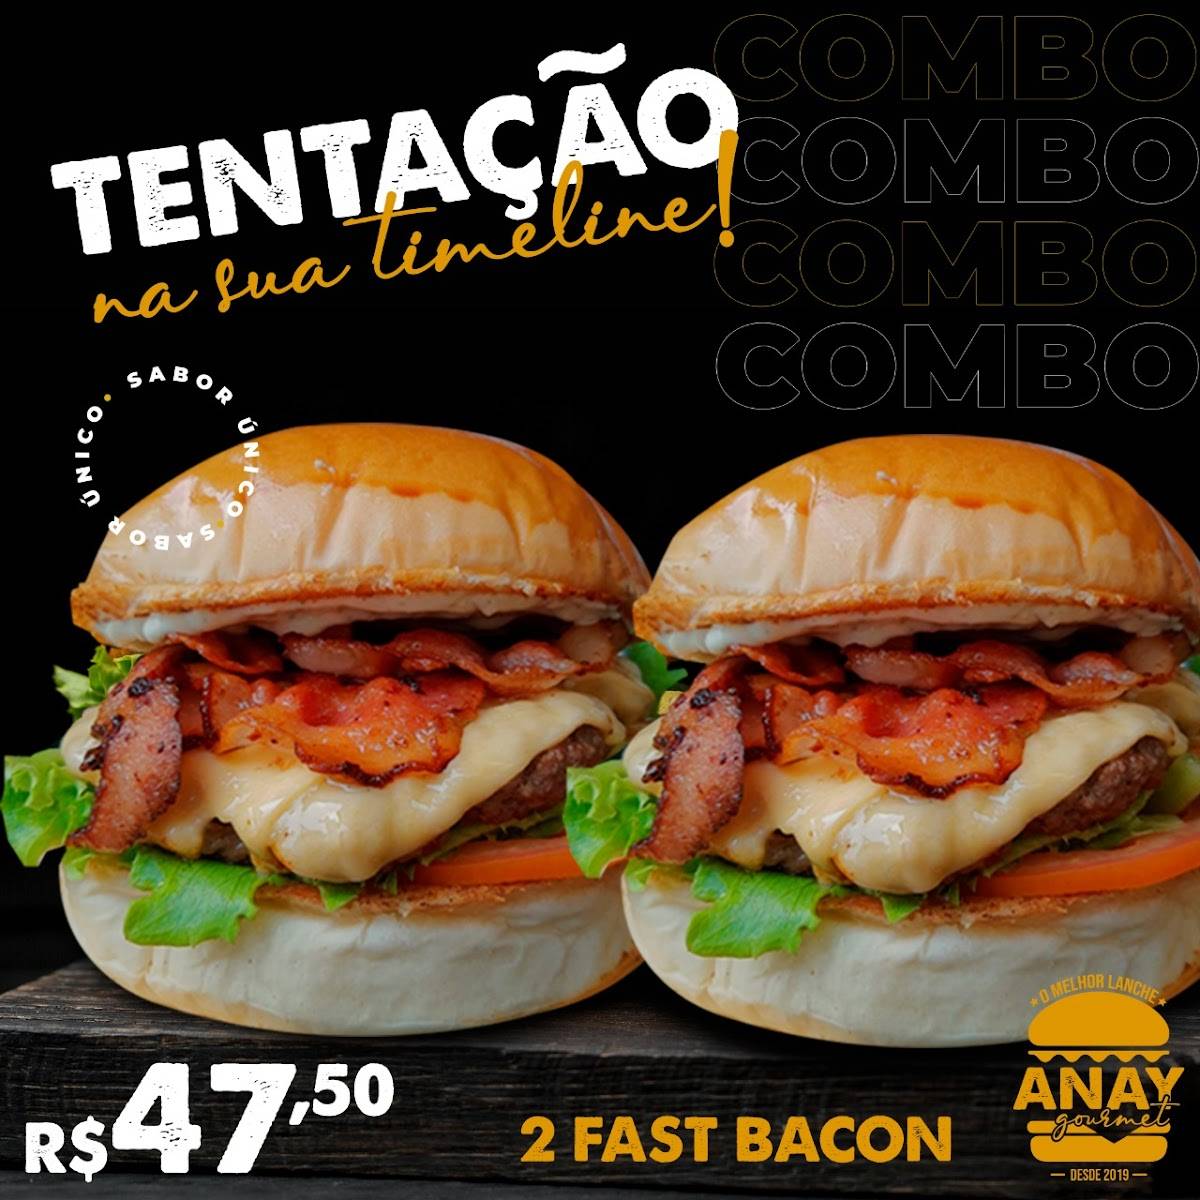 TENTAÇÃO
na sua timeline!
COMBO
COMBO
COMBO
COMBO
SABOR ÚNICO. SABOR ÚNICO.
R$47,50
2 FAST BACON
★ O MELHOR LANCHE ★
ANAY
gourmet
— DESDE 2019 —